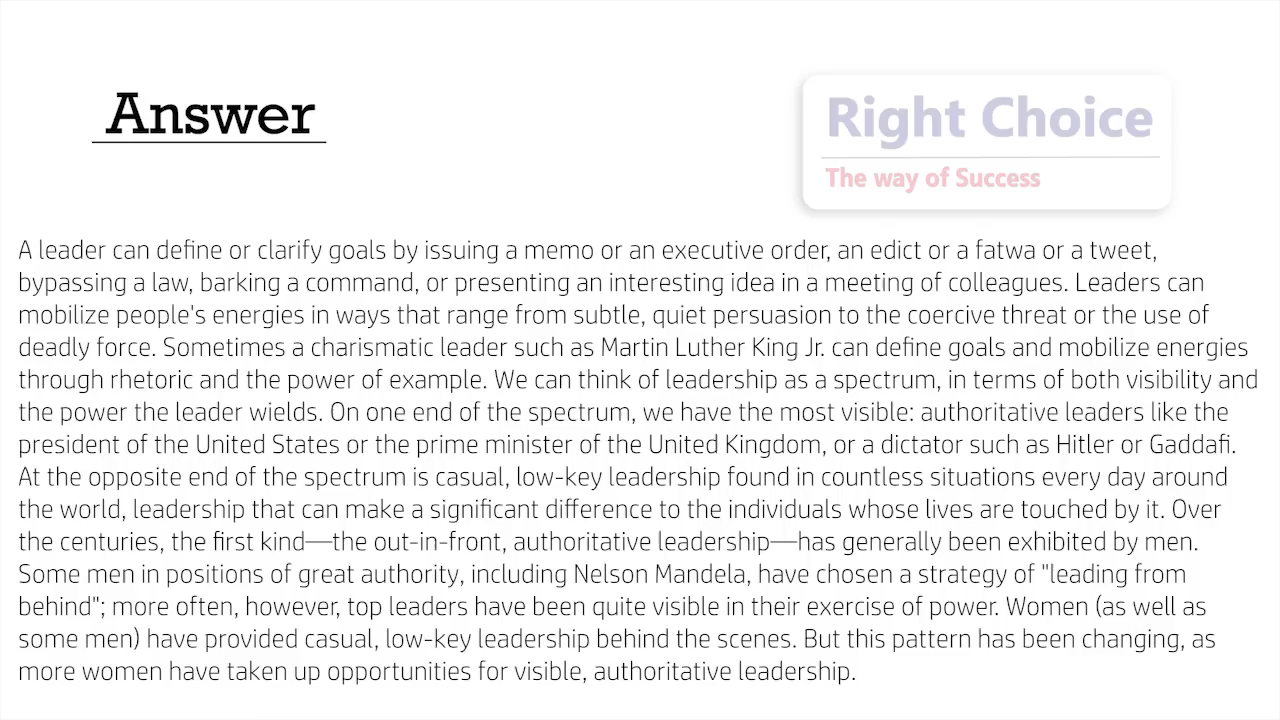 Answer
Right Choice
The way of Success
A leader can define or clarify goals by issuing a memo or an executive order, an edict or a fatwa or a tweet,
bypassing a law, barking a command, or presenting an interesting idea in a meeting of colleagues. Leaders can
mobilize people's energies in ways that range from subtle, quiet persuasion to the coercive threat or the use of
deadly force. Sometimes a charismatic leader such as Martin Luther King Jr. can define goals and mobilize energies
through rhetoric and the power of example. We can think of leadership as a spectrum, in terms of both visibility and
the power the leader wields. On one end of the spectrum, we have the most visible: authoritative leaders like the
president of the United States or the prime minister of the United Kingdom, or a dictator such as Hitler or Gaddafi.
At the opposite end of the spectrum is casual, low-key leadership found in countless situations every day around
the world, leadership that can make a significant difference to the individuals whose lives are touched by it. Over
the centuries, the first kind—the out-in-front, authoritative leadership—has generally been exhibited by men.
Some men in positions of great authority, including Nelson Mandela, have chosen a strategy of "leading from
behind"; more often, however, top leaders have been quite visible in their exercise of power. Women (as well as
some men) have provided casual, low-key leadership behind the scenes. But this pattern has been changing, as
more women have taken up opportunities for visible, authoritative leadership.